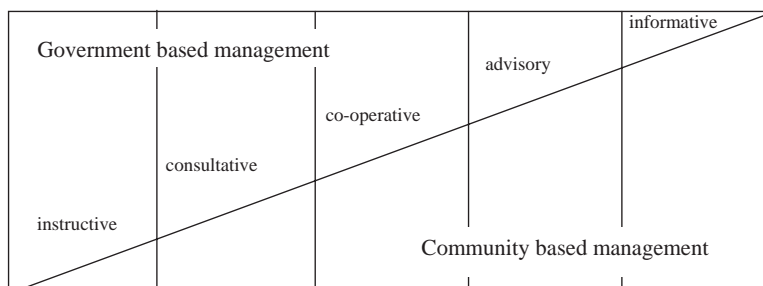 informative
Government based management
advisory
co-operative
consultative
instructive
Community based management